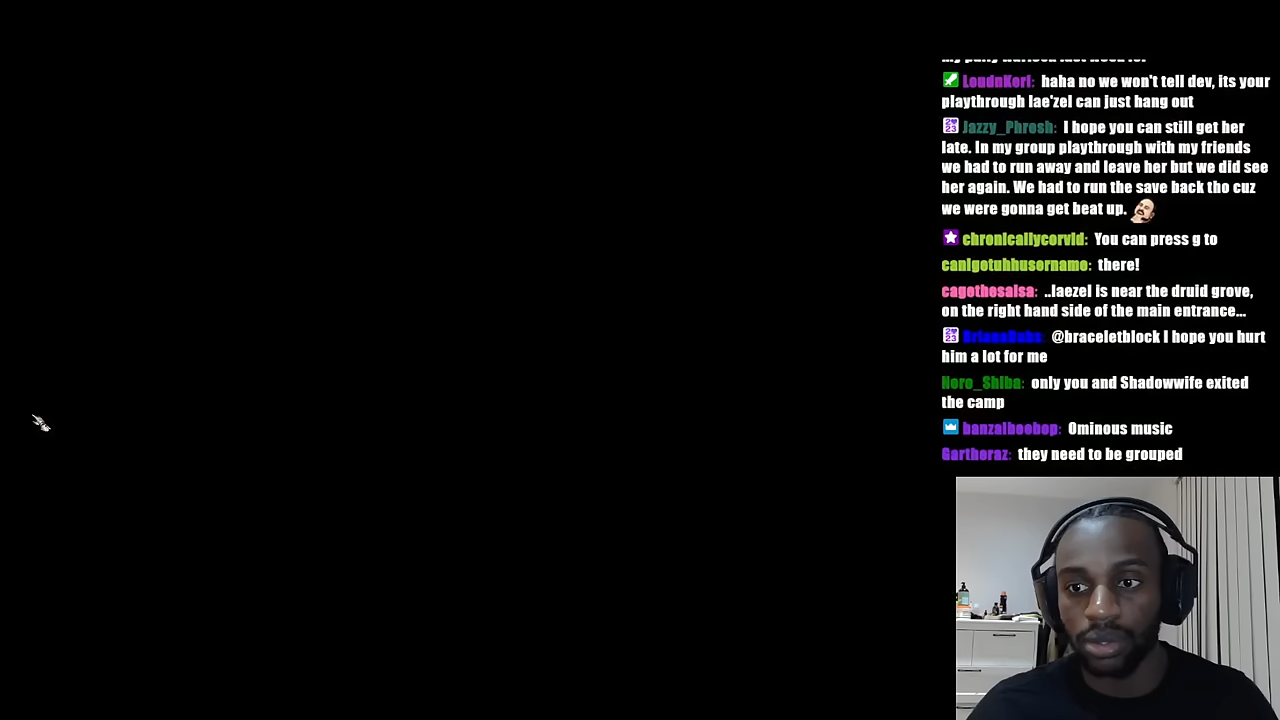 LoudnKorl: haha no we won't tell dev, its your
playthrough lae'zel can just hang out
Jazzy_Phrosh: I hope you can still get her
late. In my group playthrough with my friends
we had to run away and leave her but we did see
her again. We had to run the save back tho cuz
we were gonna get beat up.
chronicallycorvid: You can press g to
canigotuhhusername: there!
cagethesalsa: ..laezel is near the druid grove,
on the right hand side of the main entrance...
@braceletblock I hope you hurt
him a lot for me
Nero_Shiba: only you and Shadowwife exited
the camp
banzaibeebop: Ominous music
Gartheraz: they need to be grouped